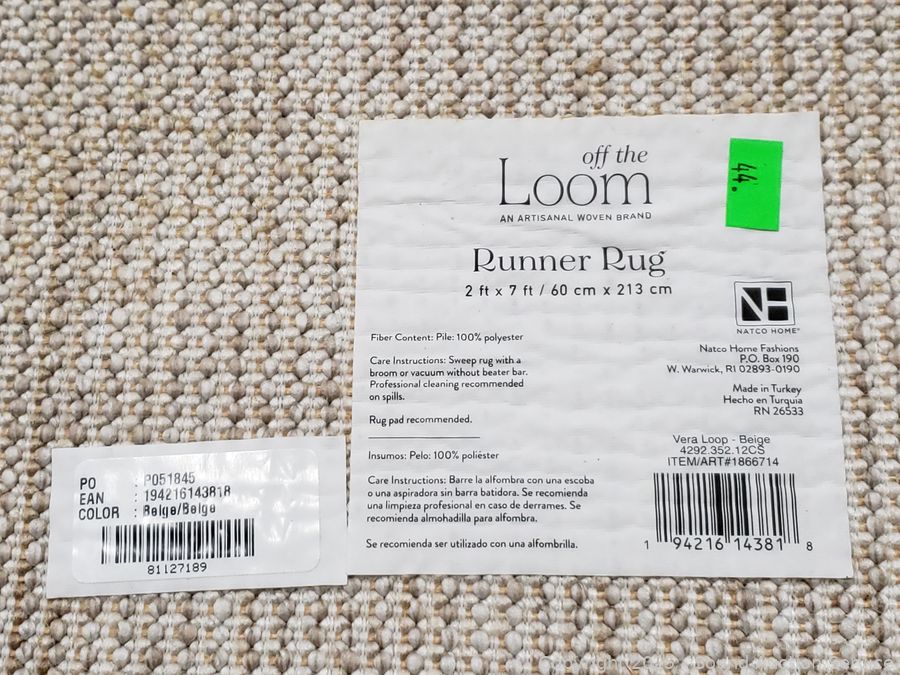 off the
Loom
AN ARTISANAL WOVEN BRAND
Runner Rug
2 ft x 7 ft / 60 cm x 213 cm
44.
NATCO HOME®
Fiber Content: Pile: 100% polyester
Care Instructions: Sweep rug with a
broom or vacuum without beater bar.
Professional cleaning recommended
on spills.
Rug pad recommended.
Insumos: Pelo: 100% poliéster
Care Instructions: Barre la alfombra con una escoba
o una aspiradora sin barra batidora. Se recomienda
una limpieza profesional en caso de derrames. Se
recomienda almohadilla para alfombra.
Se recomienda ser utilizado con una alfombrilla.
Natco Home Fashions
P.O. Box 190
W. Warwick, RI 02893-0190
Made in Turkey
Hecho en Turquia
RN 26533
Vera Loop - Beige
4292.352.12CS
ITEM/ART#1866714
1 94216 14381 8
PO : P051845
EAN : 194216143818
COLOR : Beige/Beige
81127189